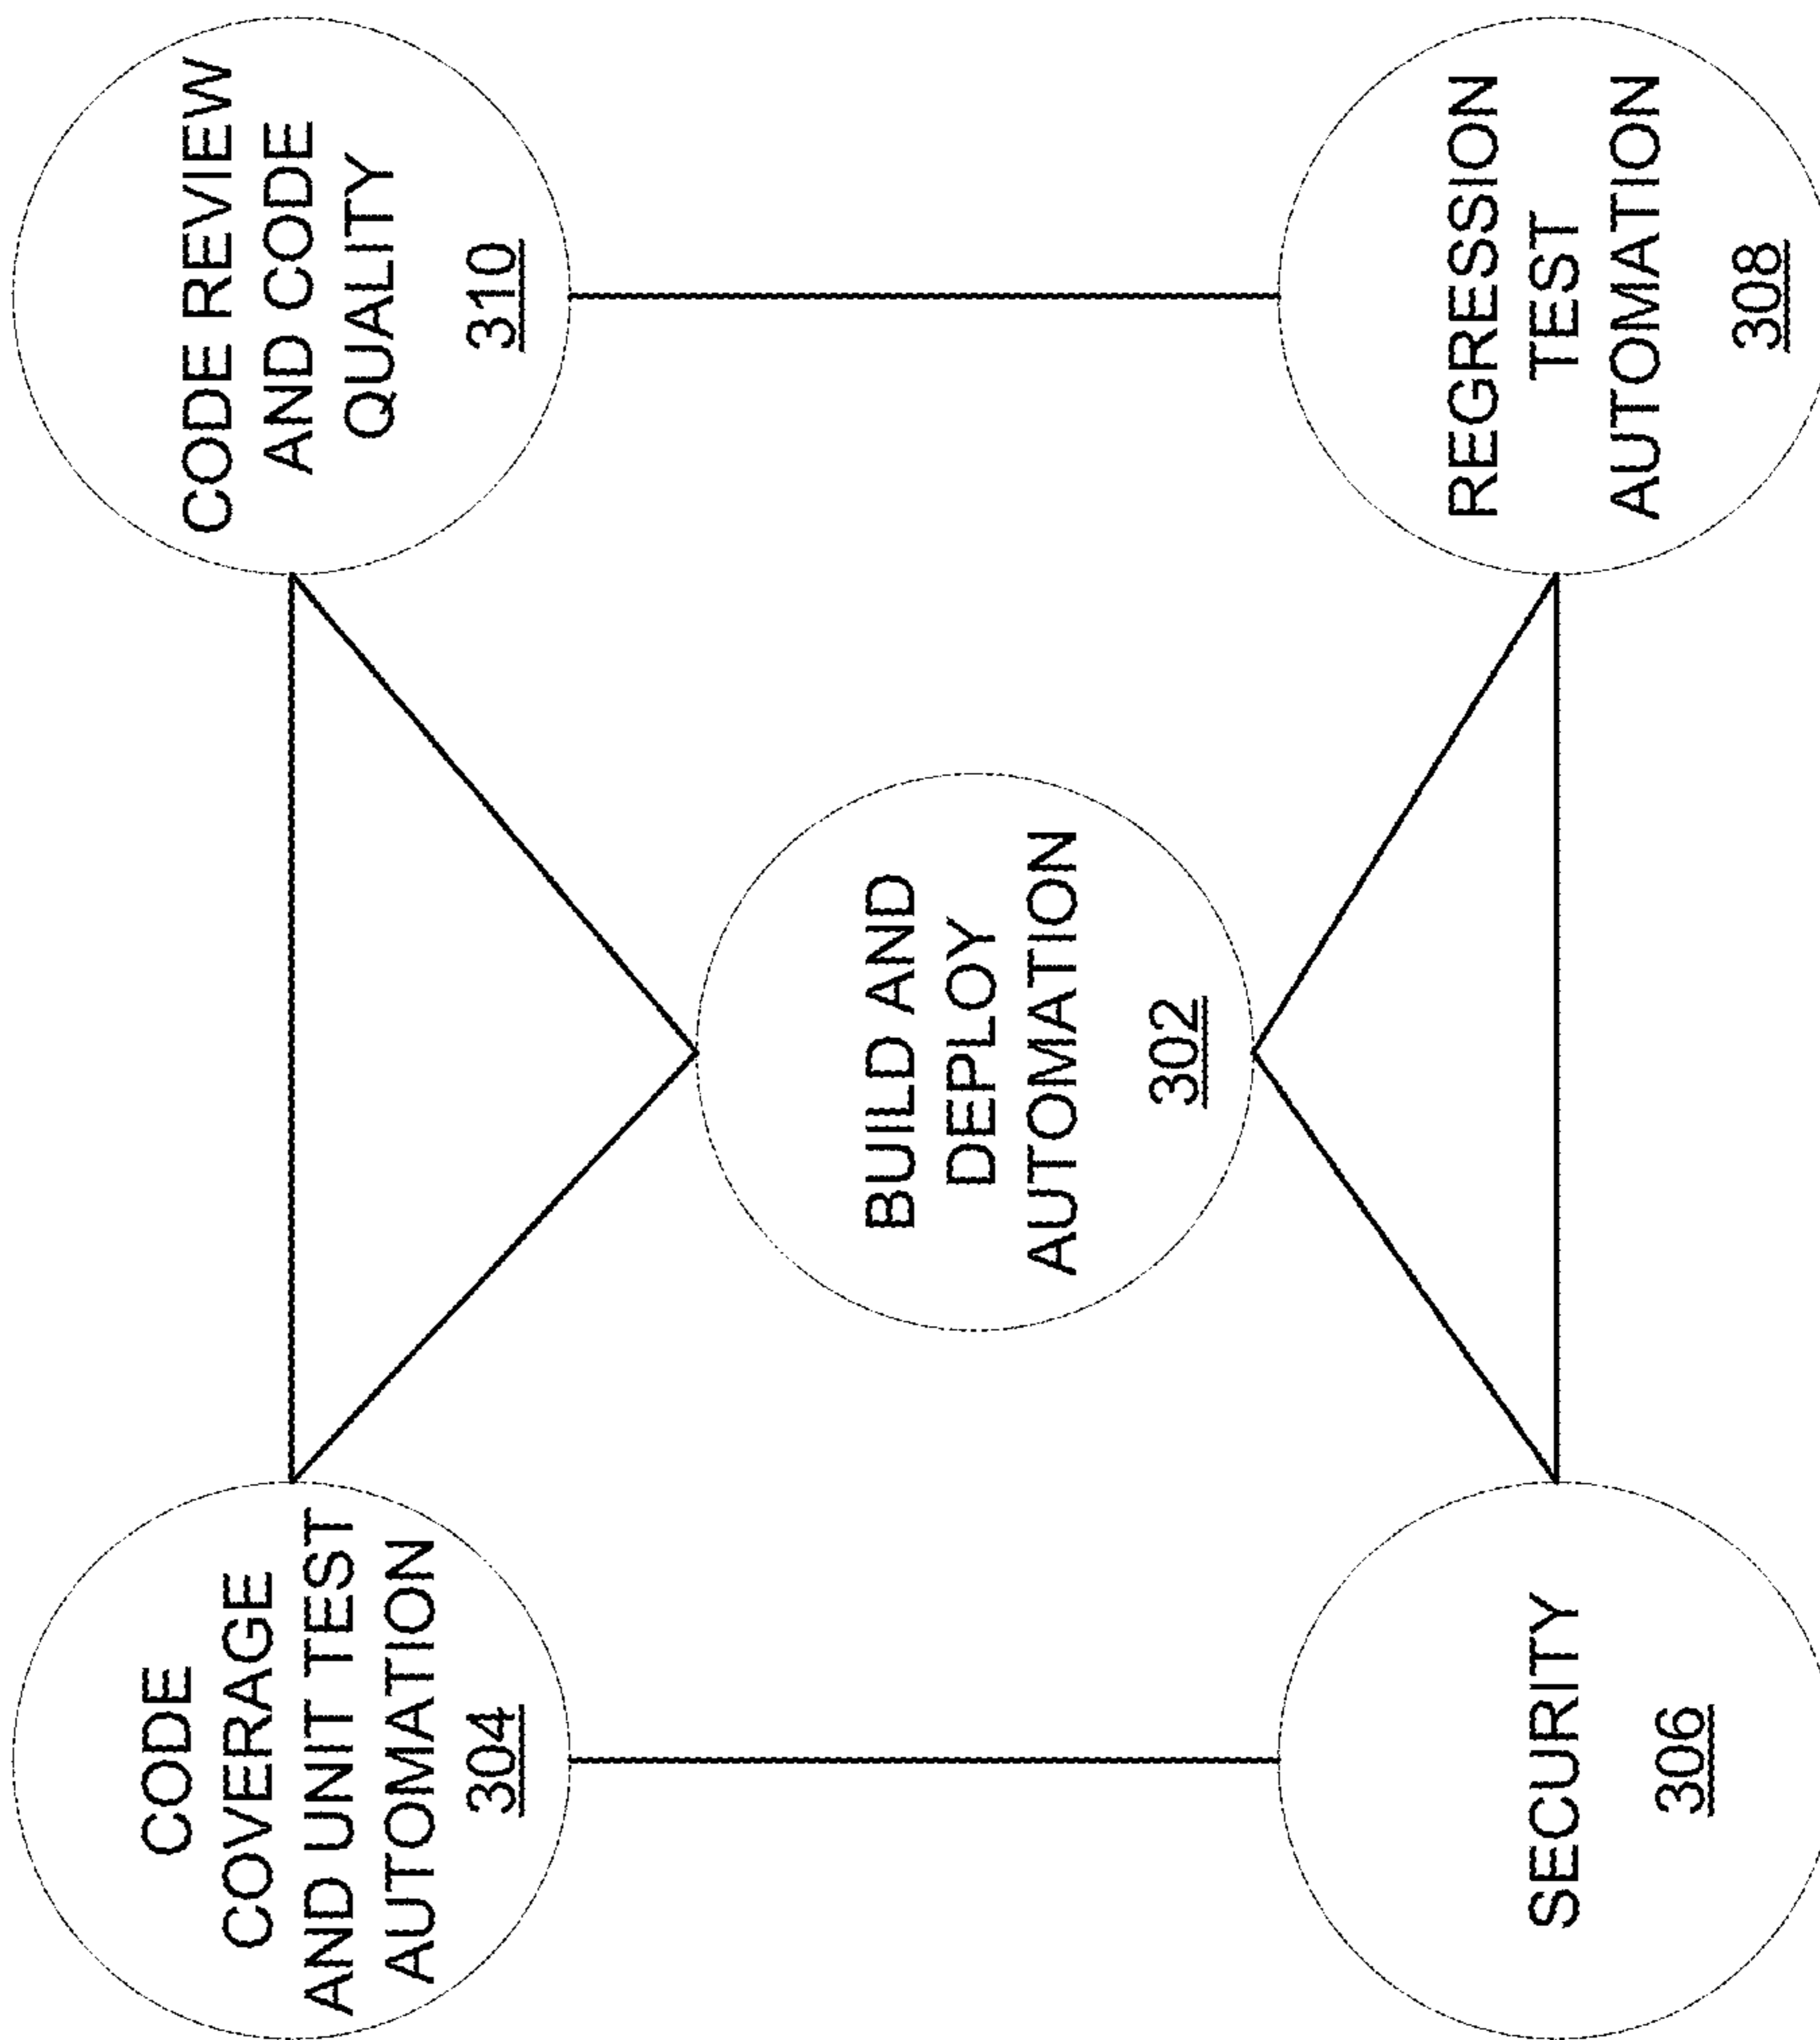 CODE
COVERAGE
AND UNIT TEST
AUTOMATION
304
CODE REVIEW
AND CODE
QUALITY
310
BUILD AND
DEPLOY
AUTOMATION
302
SECURITY
306
REGRESSION
TEST
AUTOMATION
308